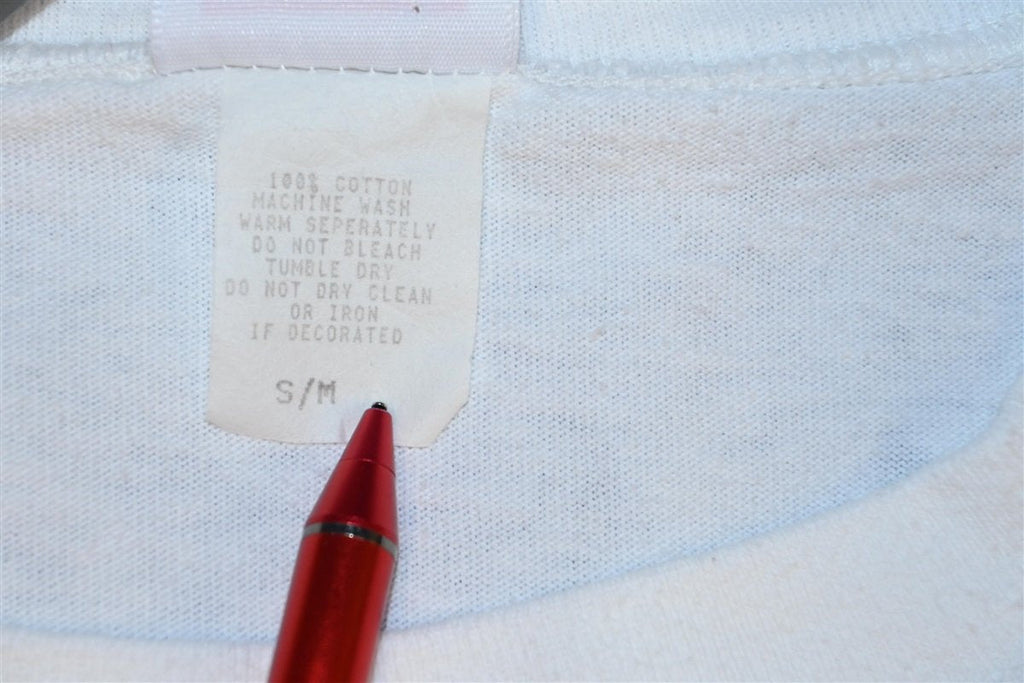 100% COTTON
MACHINE WASH
WARM SEPERATELY
DO NOT BLEACH
TUMBLE DRY
DO NOT DRY CLEAN
OR IRON
IF DECORATED
S/M